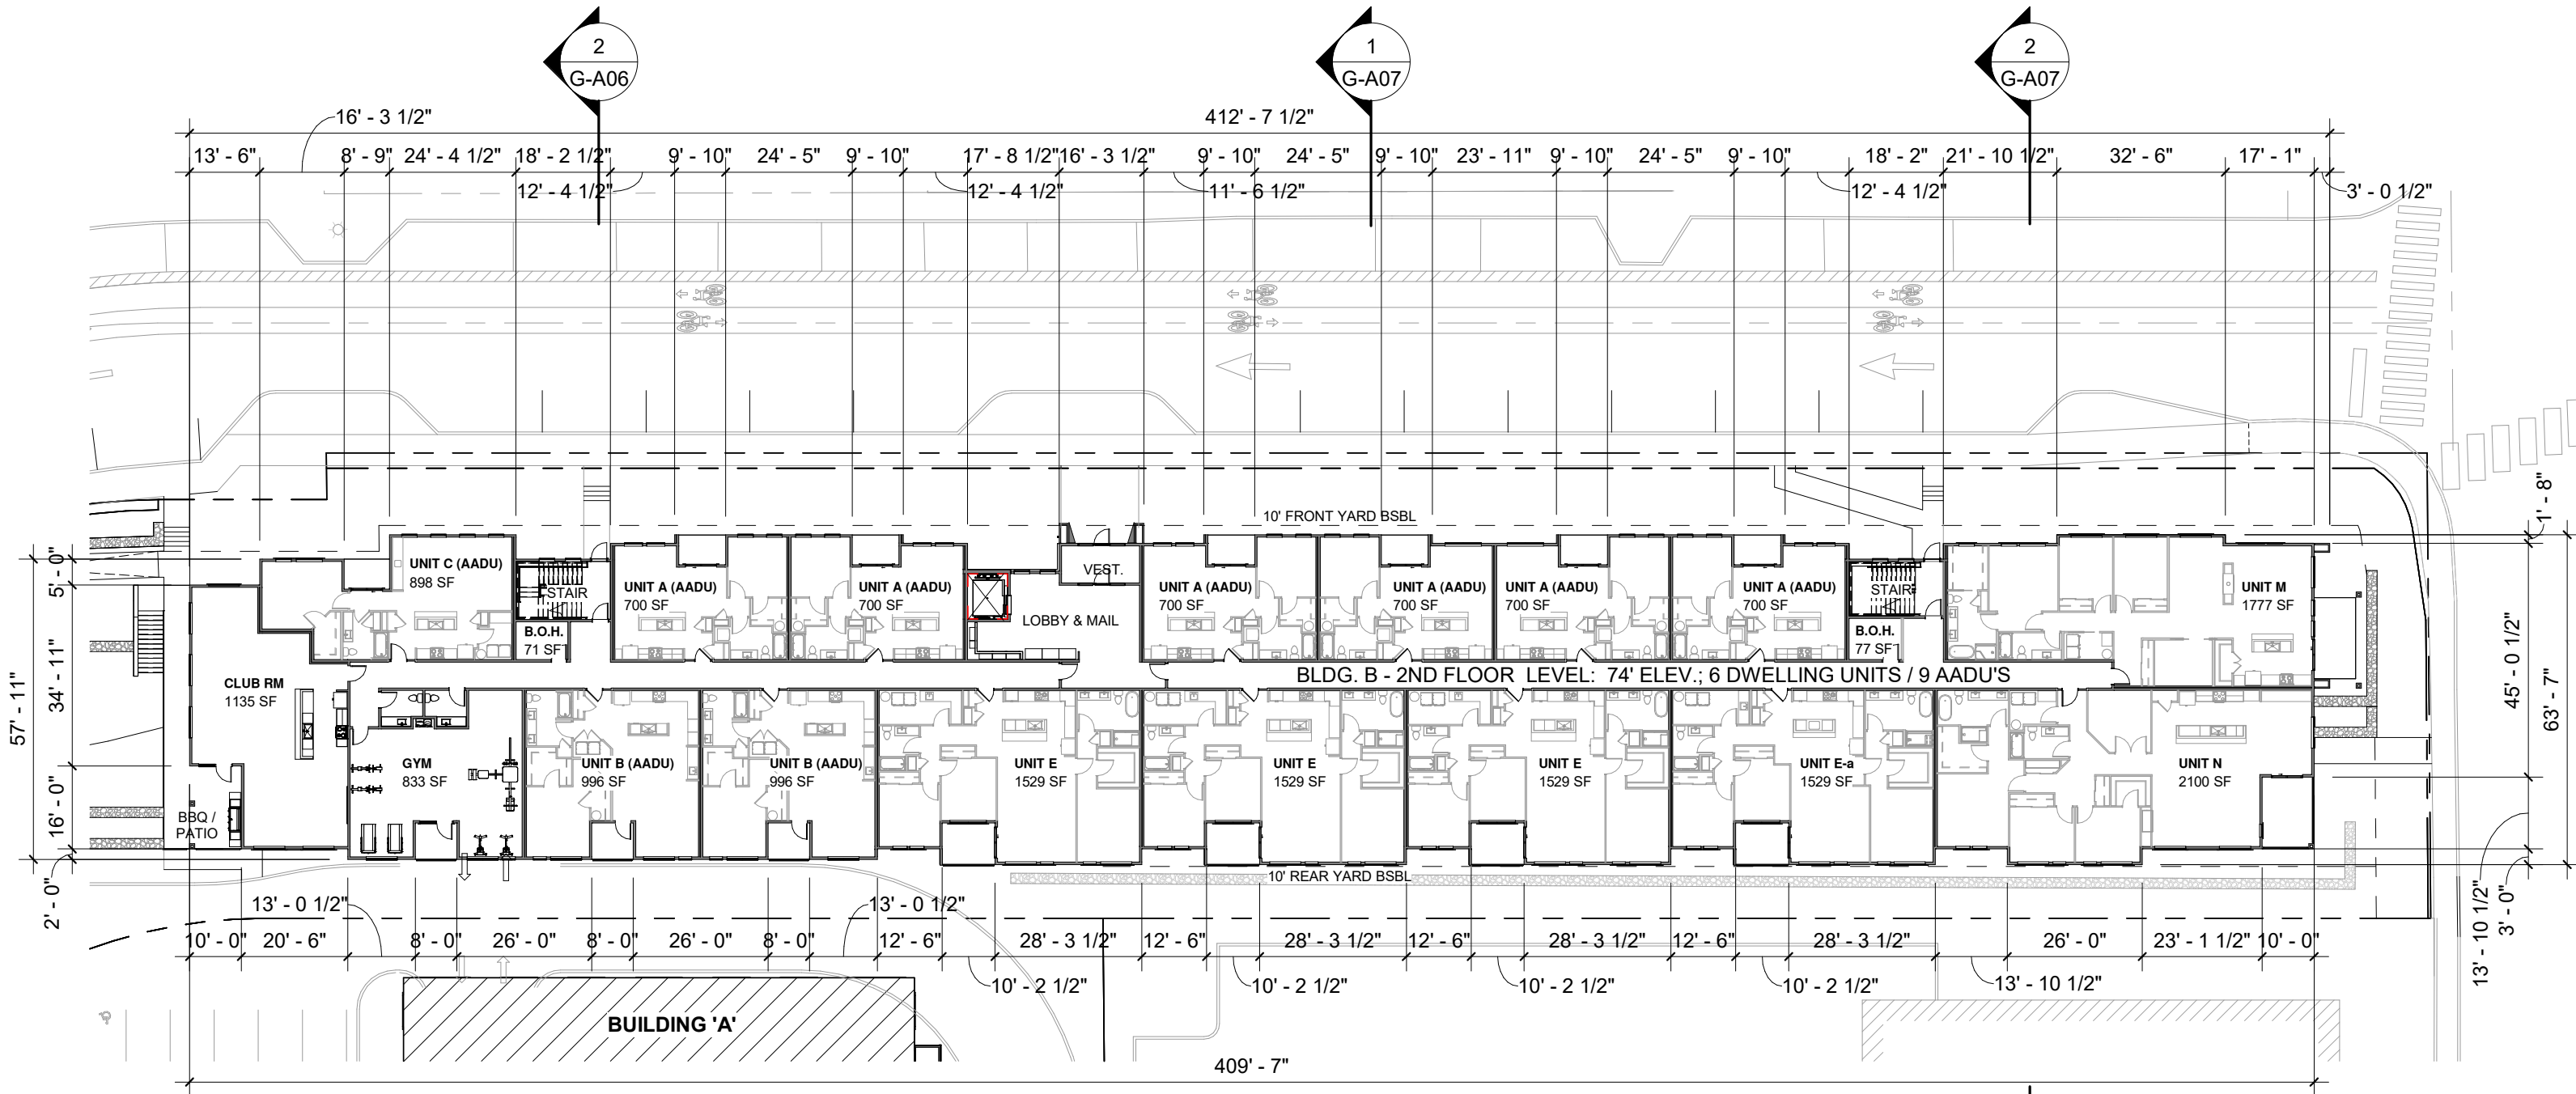 2
G-A06
1
G-A07
2
G-A07
16' - 3 1/2"
412' - 7 1/2"
13' - 6"
8' - 9"
24' - 4 1/2"
18' - 2 1/2"
9' - 10"
24' - 5"
9' - 10"
17' - 8 1/2"
16' - 3 1/2"
9' - 10"
24' - 5"
9' - 10"
23' - 11"
9' - 10"
24' - 5"
9' - 10"
18' - 2"
21' - 10 1/2"
32' - 6"
17' - 1"
12' - 4 1/2"
12' - 4 1/2"
11' - 6 1/2"
12' - 4 1/2"
3' - 0 1/2"
10' FRONT YARD BSBL
1' - 8"
5' - 0"
34' - 11"
57' - 11"
16' - 0"
2' - 0"
45' - 0 1/2"
63' - 7"
13' - 10 1/2"
3' - 0"
UNIT C (AADU)
898 SF
STAIR
B.O.H.
71 SF
UNIT A (AADU)
700 SF
UNIT A (AADU)
700 SF
VEST.
LOBBY & MAIL
UNIT A (AADU)
700 SF
UNIT A (AADU)
700 SF
UNIT A (AADU)
700 SF
UNIT A (AADU)
700 SF
STAIR
B.O.H.
77 SF
UNIT M
1777 SF
BLDG. B - 2ND FLOOR LEVEL: 74' ELEV.; 6 DWELLING UNITS / 9 AADU'S
CLUB RM
1135 SF
BBQ /
PATIO
GYM
833 SF
UNIT B (AADU)
996 SF
UNIT B (AADU)
996 SF
UNIT E
1529 SF
UNIT E
1529 SF
UNIT E
1529 SF
UNIT E-a
1529 SF
UNIT N
2100 SF
10' REAR YARD BSBL
13' - 0 1/2"
13' - 0 1/2"
10' - 0"
20' - 6"
8' - 0"
26' - 0"
8' - 0"
26' - 0"
8' - 0"
12' - 6"
28' - 3 1/2"
12' - 6"
28' - 3 1/2"
12' - 6"
28' - 3 1/2"
12' - 6"
28' - 3 1/2"
26' - 0"
23' - 1 1/2"
10' - 0"
10' - 2 1/2"
10' - 2 1/2"
10' - 2 1/2"
10' - 2 1/2"
13' - 10 1/2"
BUILDING 'A'
409' - 7"